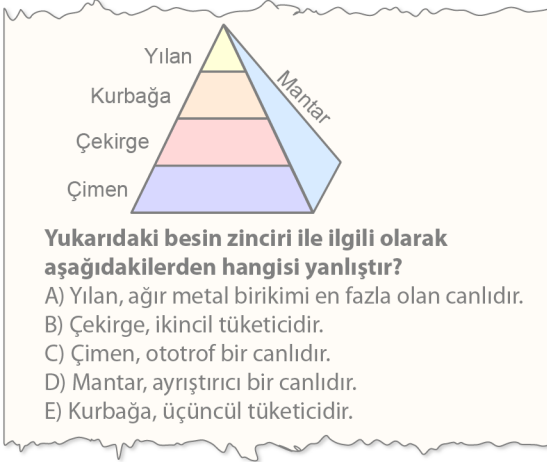 Yılan
Mantar
Kurbağa
Çekirge
Çimen
Yukarıdaki besin zinciri ile ilgili olarak
aşağıdakilerden hangisi yanlıştır?
A) Yılan, ağır metal birikimi en fazla olan canlıdır.
B) Çekirge, ikincil tüketicidir.
C) Çimen, ototrof bir canlıdır.
D) Mantar, ayrıştırıcı bir canlıdır.
E) Kurbağa, üçüncül tüketicidir.